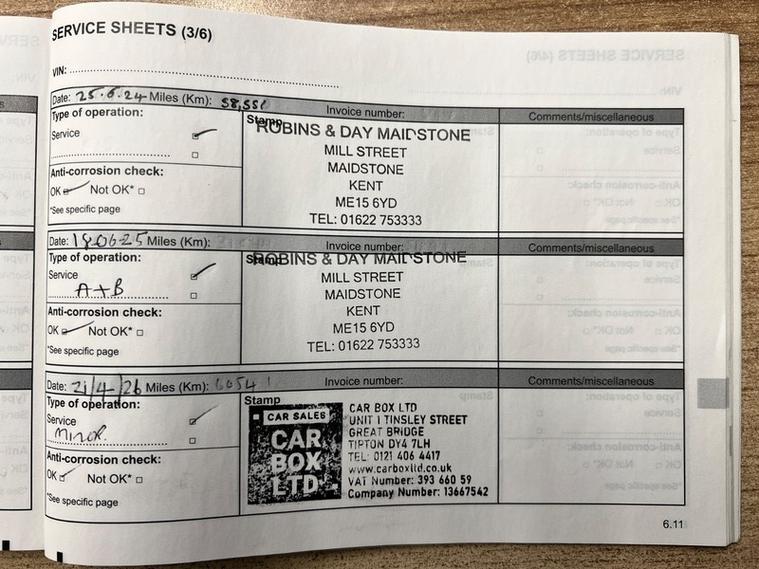 SERVICE SHEETS (3/6)
VIN:
Date: 25.6.24 Miles (Km): 58,550 Invoice number: Comments/miscellaneous
Type of operation:
Service
Anti-corrosion check:
OK Not OK*
*See specific page
Stamp
ROBINS & DAY MAIDSTONE
MILL STREET
MAIDSTONE
KENT
ME15 6YD
TEL: 01622 753333
Date: 18.06.25 Miles (Km): Invoice number: Comments/miscellaneous
Type of operation:
Service
A+B
Anti-corrosion check:
OK Not OK*
*See specific page
Stamp
ROBINS & DAY MAIDSTONE
MILL STREET
MAIDSTONE
KENT
ME15 6YD
TEL: 01622 753333
Date: 21/4/26 Miles (Km): 60541 Invoice number: Comments/miscellaneous
Type of operation:
Service
Minor.
Anti-corrosion check:
OK Not OK*
*See specific page
Stamp
CAR SALES
CAR
BOX
LTD
CAR BOX LTD
UNIT 1 TINSLEY STREET
GREAT BRIDGE
TIPTON DY4 7LH
TEL: 0121 406 4417
www.carboxltd.co.uk
VAT Number: 393 660 59
Company Number: 13667542
6.11